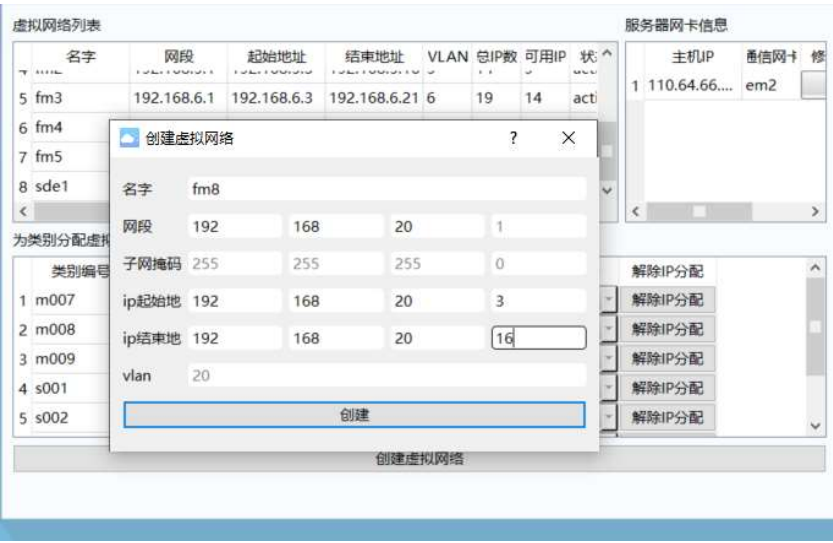 虚拟网络列表
服务器网卡信息
名字 网段 起始地址 结束地址 VLAN 总IP数 可用IP
主机IP 通信网卡 修
5 fm3 192.168.6.1 192.168.6.3 192.168.6.21 6 19 14 acti
1 110.64.66.... em2
6 fm4
7 fm5
8 sde1
创建虚拟网络 ?
名字 fm8
网段 192 168 20 1
子网掩码 255 255 255 0
ip起始地 192 168 20 3
ip结束地 192 168 20 16
vlan 20
创建
为类别分配虚拟
类别编号
解除IP分配
1 m007 解除IP分配
2 m008 解除IP分配
3 m009 解除IP分配
4 s001 解除IP分配
5 s002 解除IP分配
创建虚拟网络